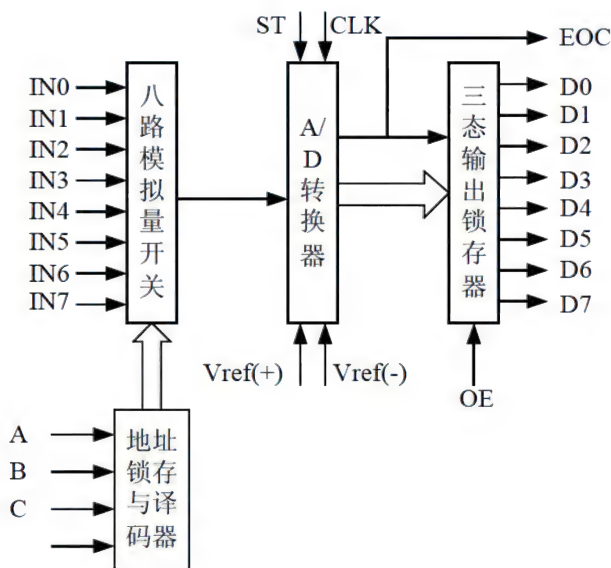 ST
CLK
EOC
IN0
IN1
IN2
IN3
IN4
IN5
IN6
IN7
八路模拟量开关
A/D转换器
三态输出锁存器
D0
D1
D2
D3
D4
D5
D6
D7
Vref(+)
Vref(-)
OE
A
B
C
地址
锁存
与译
码器